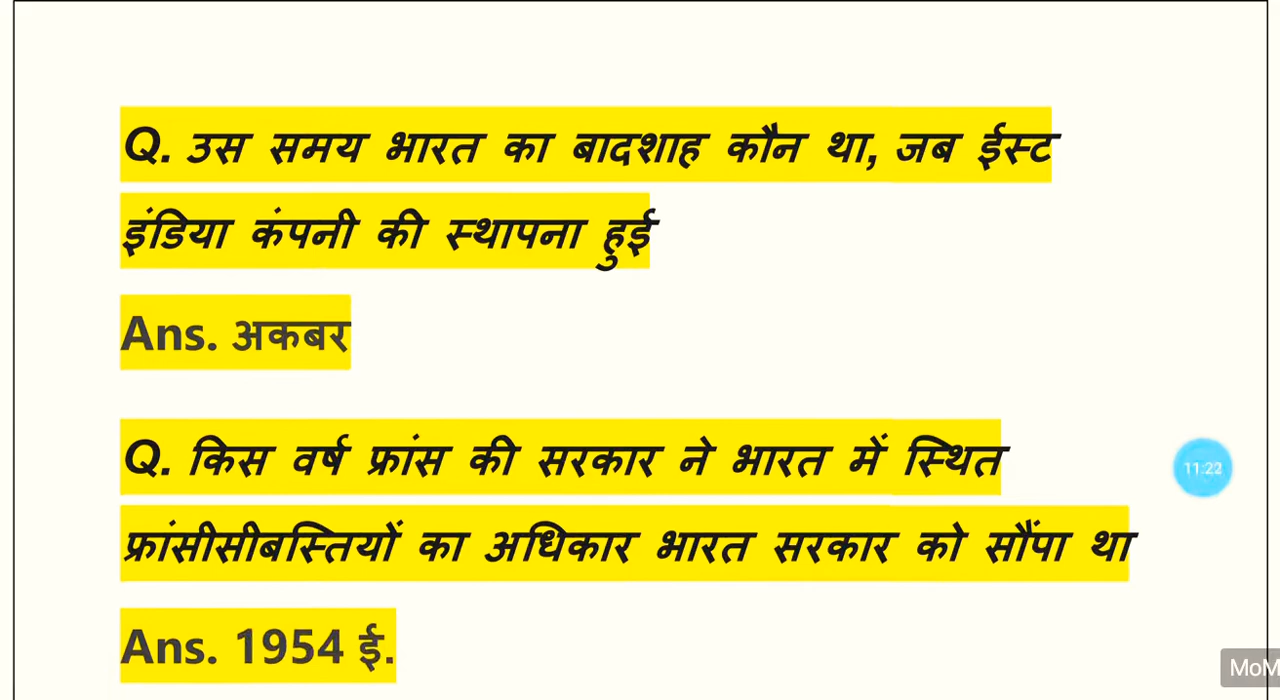 Q. उस समय भारत का बादशाह कौन था, जब ईस्ट
इंडिया कंपनी की स्थापना हुई
Ans. अकबर
Q. किस वर्ष फ्रांस की सरकार ने भारत में स्थित
11:22
फ्रांसीसीबस्तियों का अधिकार भारत सरकार को सौंपा था
Ans. 1954 ई.